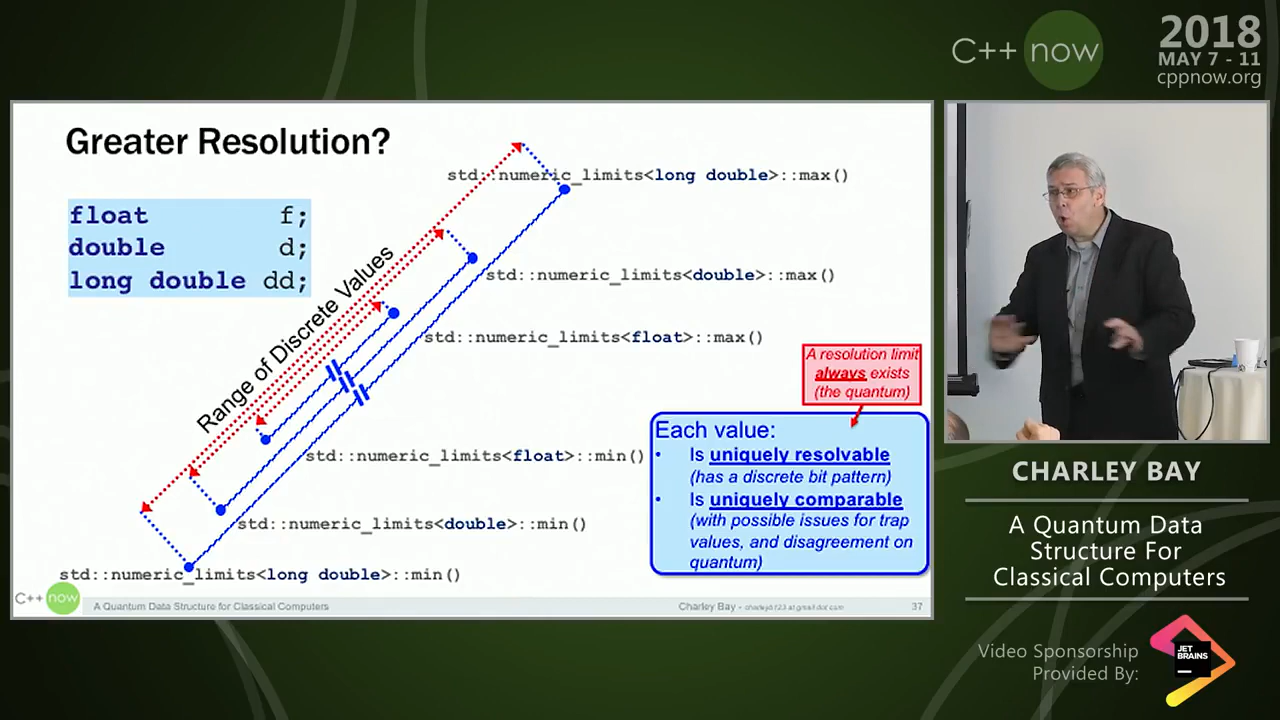 C++ now
2018
MAY 7 - 11
cppnow.org
Greater Resolution?
float f;
double d;
long double dd;
Range of Discrete Values
std::numeric_limits<long double>::max()
std::numeric_limits<double>::max()
std::numeric_limits<float>::max()
std::numeric_limits<float>::min()
std::numeric_limits<double>::min()
std::numeric_limits<long double>::min()
A resolution limit
always exists
(the quantum)
Each value:
• Is uniquely resolvable
(has a discrete bit pattern)
• Is uniquely comparable
(with possible issues for trap
values, and disagreement on
quantum)
C++ now
A Quantum Data Structure for Classical Computers
Charley Bay - charleyb123 at gmail dot com
37
CHARLEY BAY
A Quantum Data
Structure For
Classical Computers
Video Sponsorship
Provided By:
JET
BRAINS